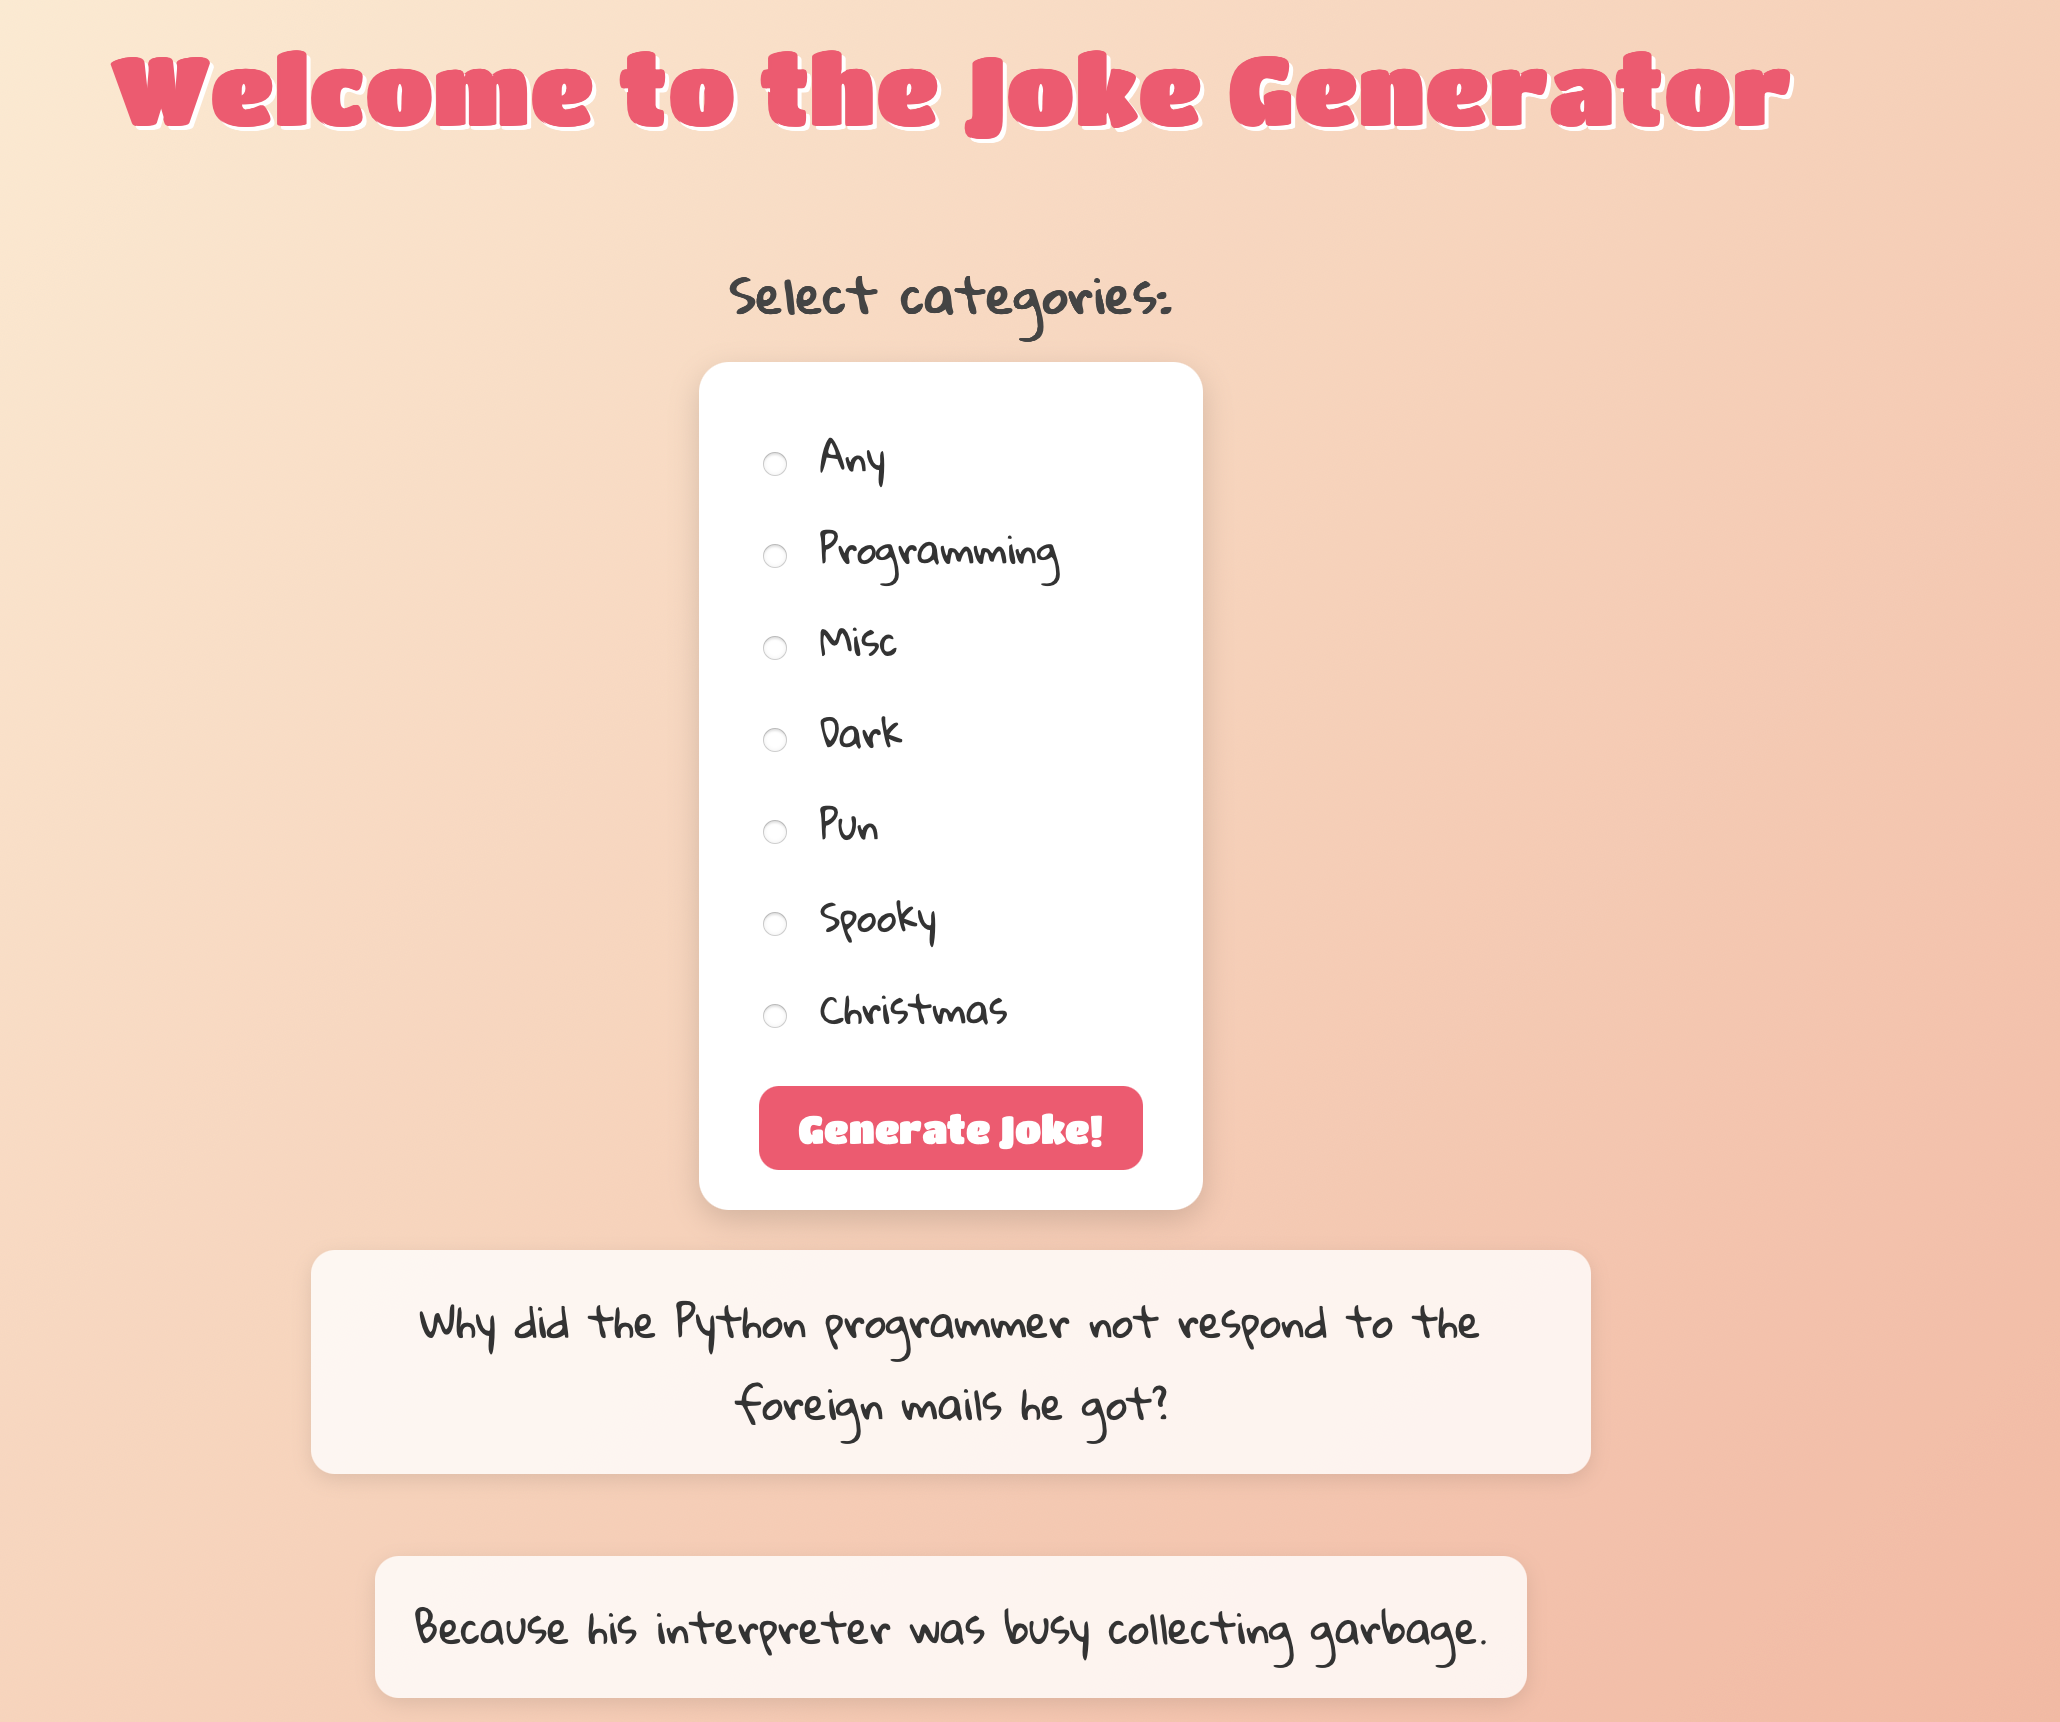 Welcome to the Joke Generator
Select categories:
Any
Programming
Misc
Dark
Pun
Spooky
Christmas
Generate Joke!
Why did the Python programmer not respond to the
foreign mails he got?
Because his interpreter was busy collecting garbage.